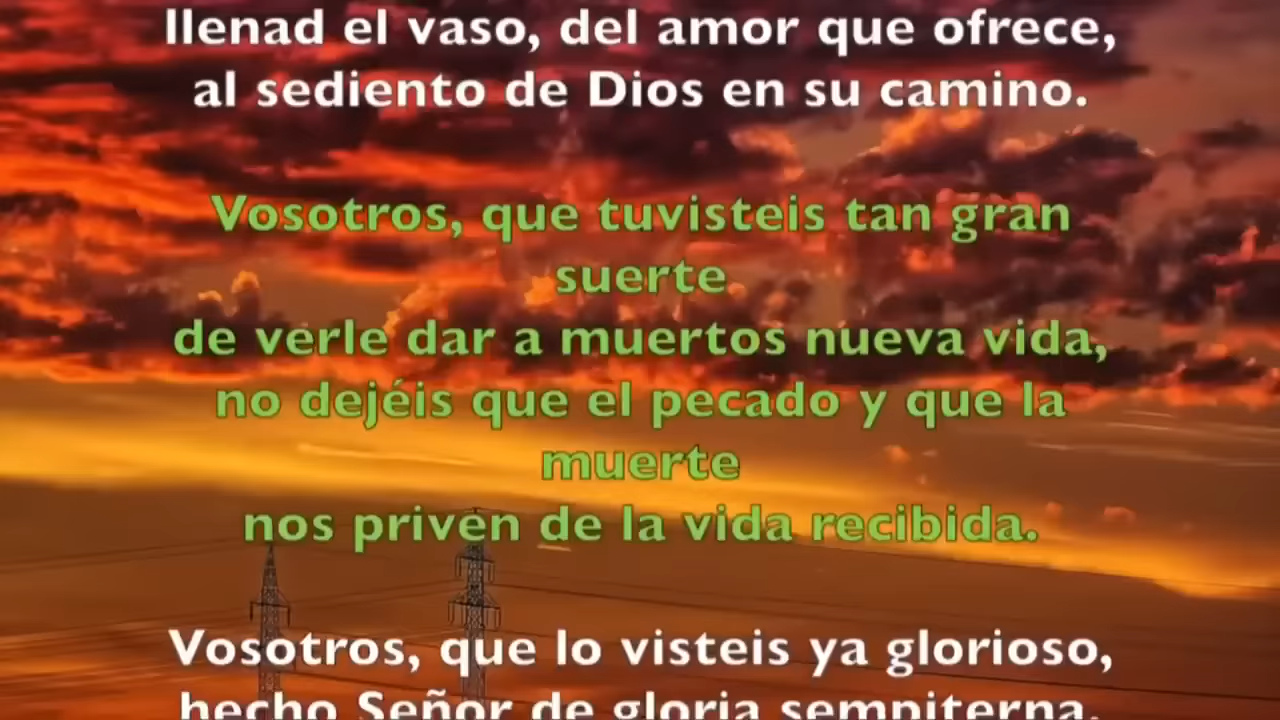 llenad el vaso, del amor que ofrece,
al sediento de Dios en su camino.
Vosotros, que tuvisteis tan gran
suerte
de verle dar a muertos nueva vida,
no dejéis que el pecado y que la
muerte
nos priven de la vida recibida.
Vosotros, que lo visteis ya glorioso,
hecho Señor de gloria sempiterna,